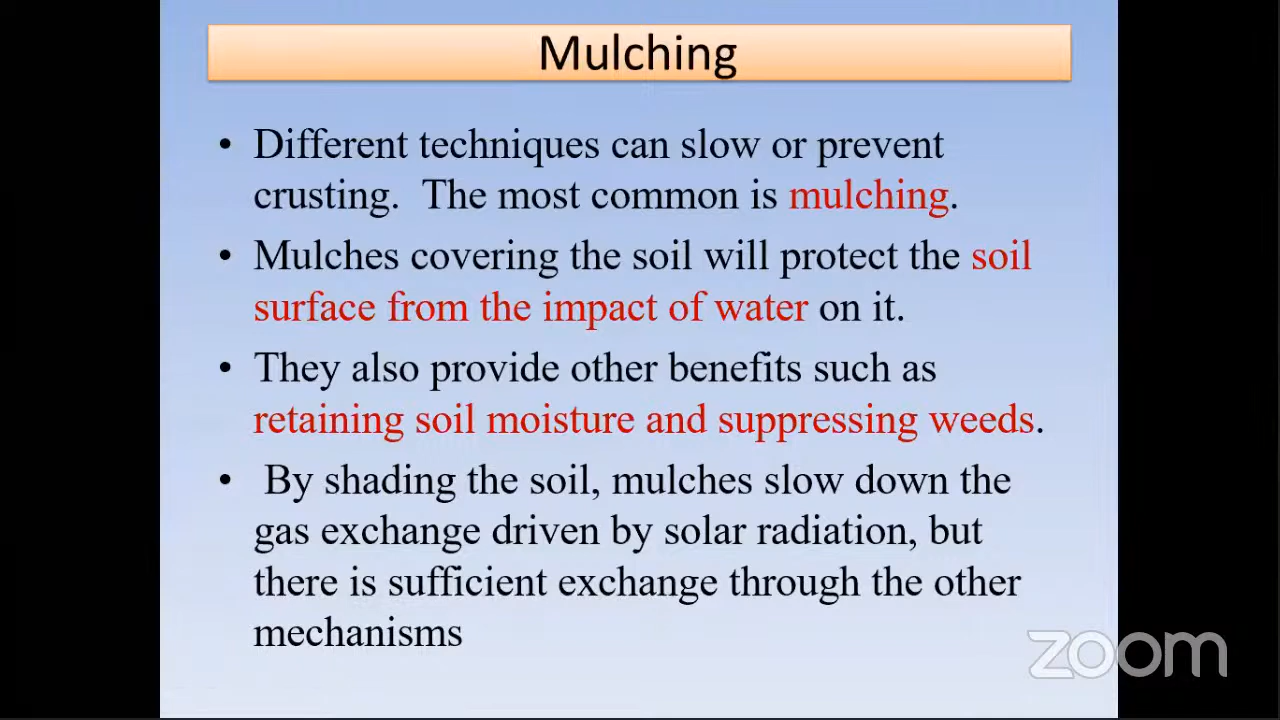 Mulching
• Different techniques can slow or prevent
crusting.  The most common is mulching.
• Mulches covering the soil will protect the soil
surface from the impact of water on it.
• They also provide other benefits such as
retaining soil moisture and suppressing weeds.
• By shading the soil, mulches slow down the
gas exchange driven by solar radiation, but
there is sufficient exchange through the other
mechanisms
zoom